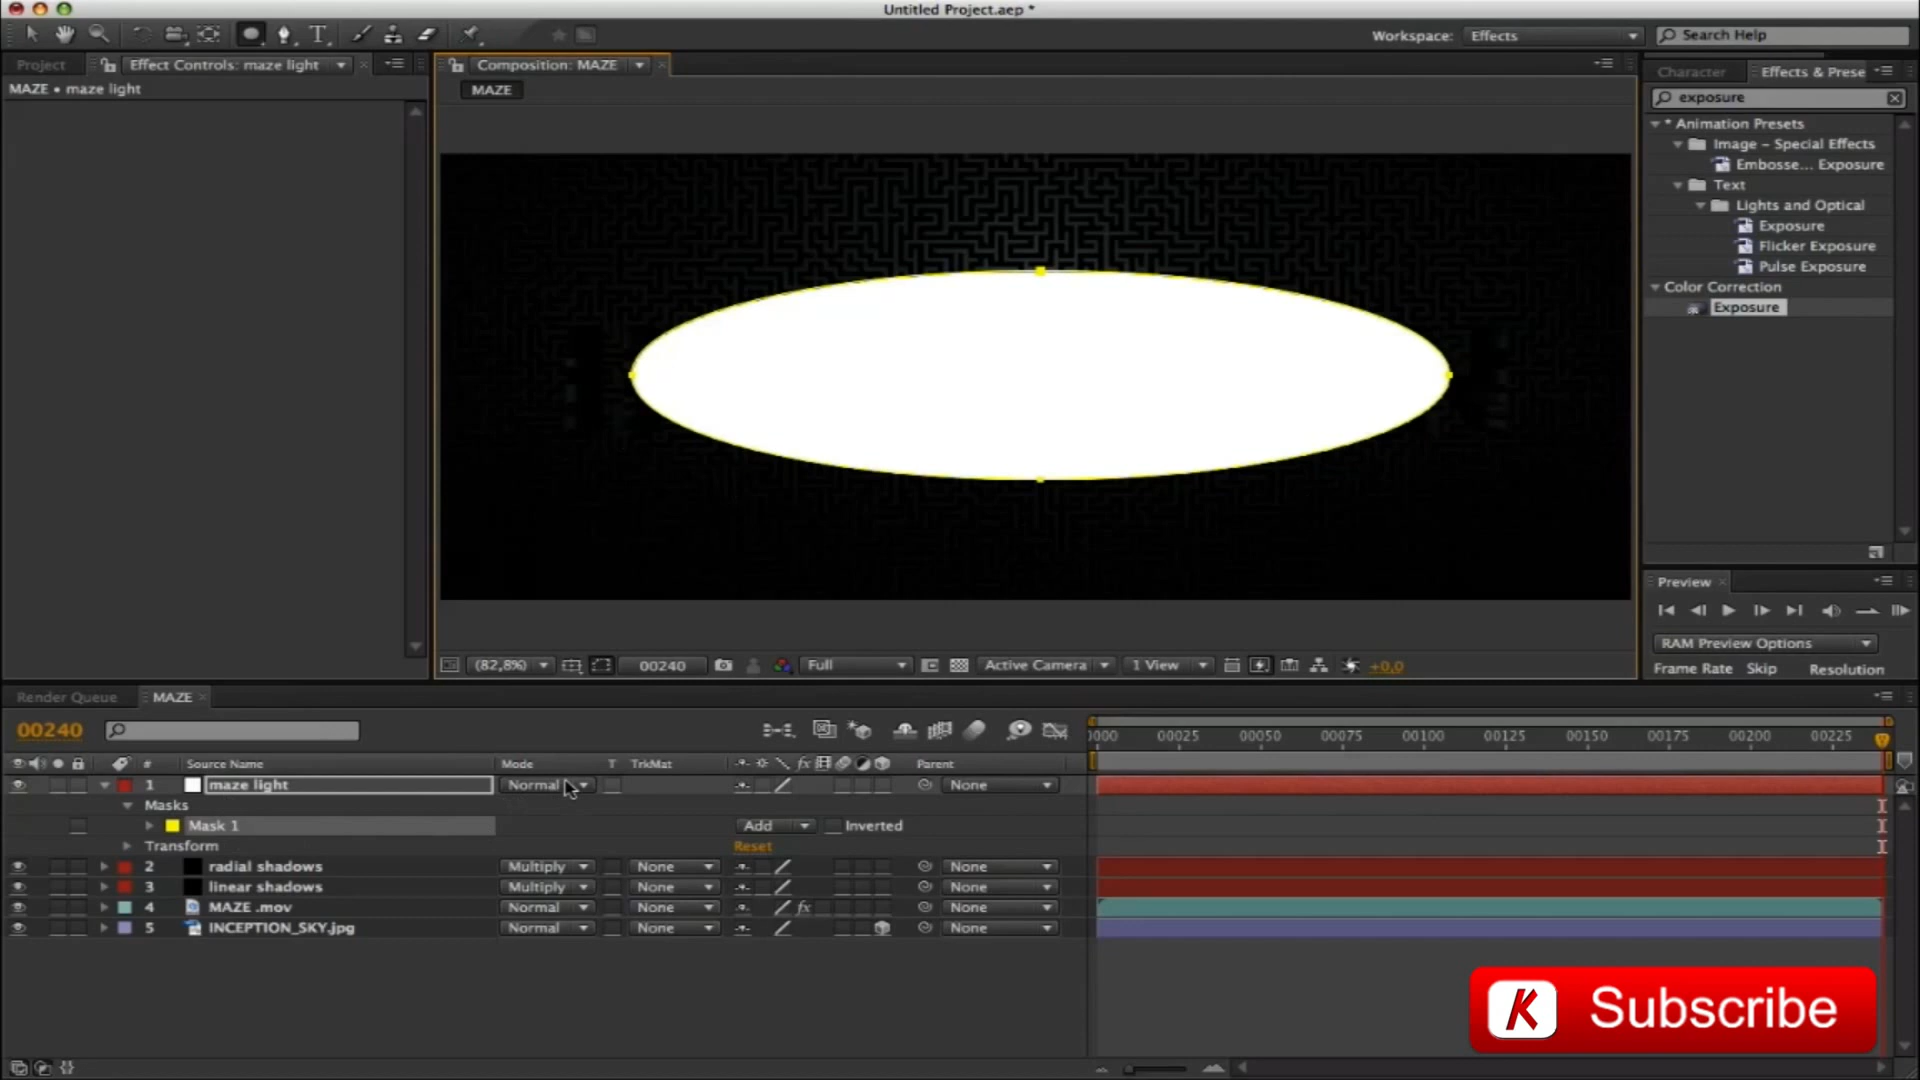 Untitled Project.aep *
Workspace: Effects Search Help
Project Effect Controls: maze light Composition: MAZE Character Effects & Prese
MAZE • maze light MAZE exposure
* Animation Presets
Image – Special Effects
Embosse... Exposure
Text
Lights and Optical
Exposure
Flicker Exposure
Pulse Exposure
Color Correction
Exposure
Preview
RAM Preview Options
(82,8%) 00240 Full Active Camera 1 View +0,0
Frame Rate Skip Resolution
Render Queue MAZE
00240
0000 00025 00050 00075 00100 00125 00150 00175 00200 00225
# Source Name Mode T TrkMat fx Parent
1 maze light Normal None
Masks
Mask 1 Add Inverted
Transform Reset
2 radial shadows Multiply None None
3 linear shadows Multiply None None
4 MAZE .mov Normal None fx None
5 INCEPTION_SKY.jpg Normal None None
K Subscribe